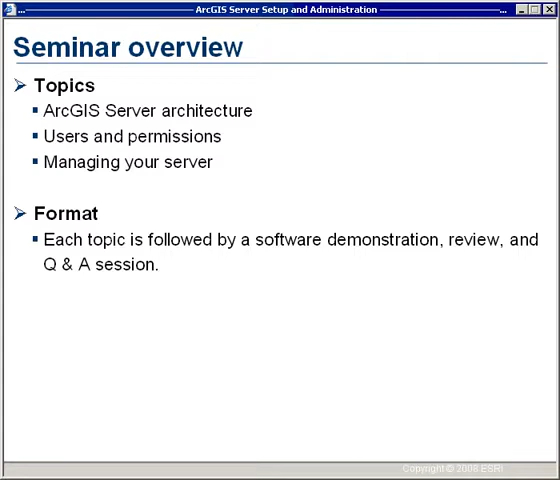 ... ArcGIS Server Setup and Administration ...
Seminar overview
➢ Topics
▪ ArcGIS Server architecture
▪ Users and permissions
▪ Managing your server
➢ Format
▪ Each topic is followed by a software demonstration, review, and
Q & A session.
Copyright © 2008 ESRI